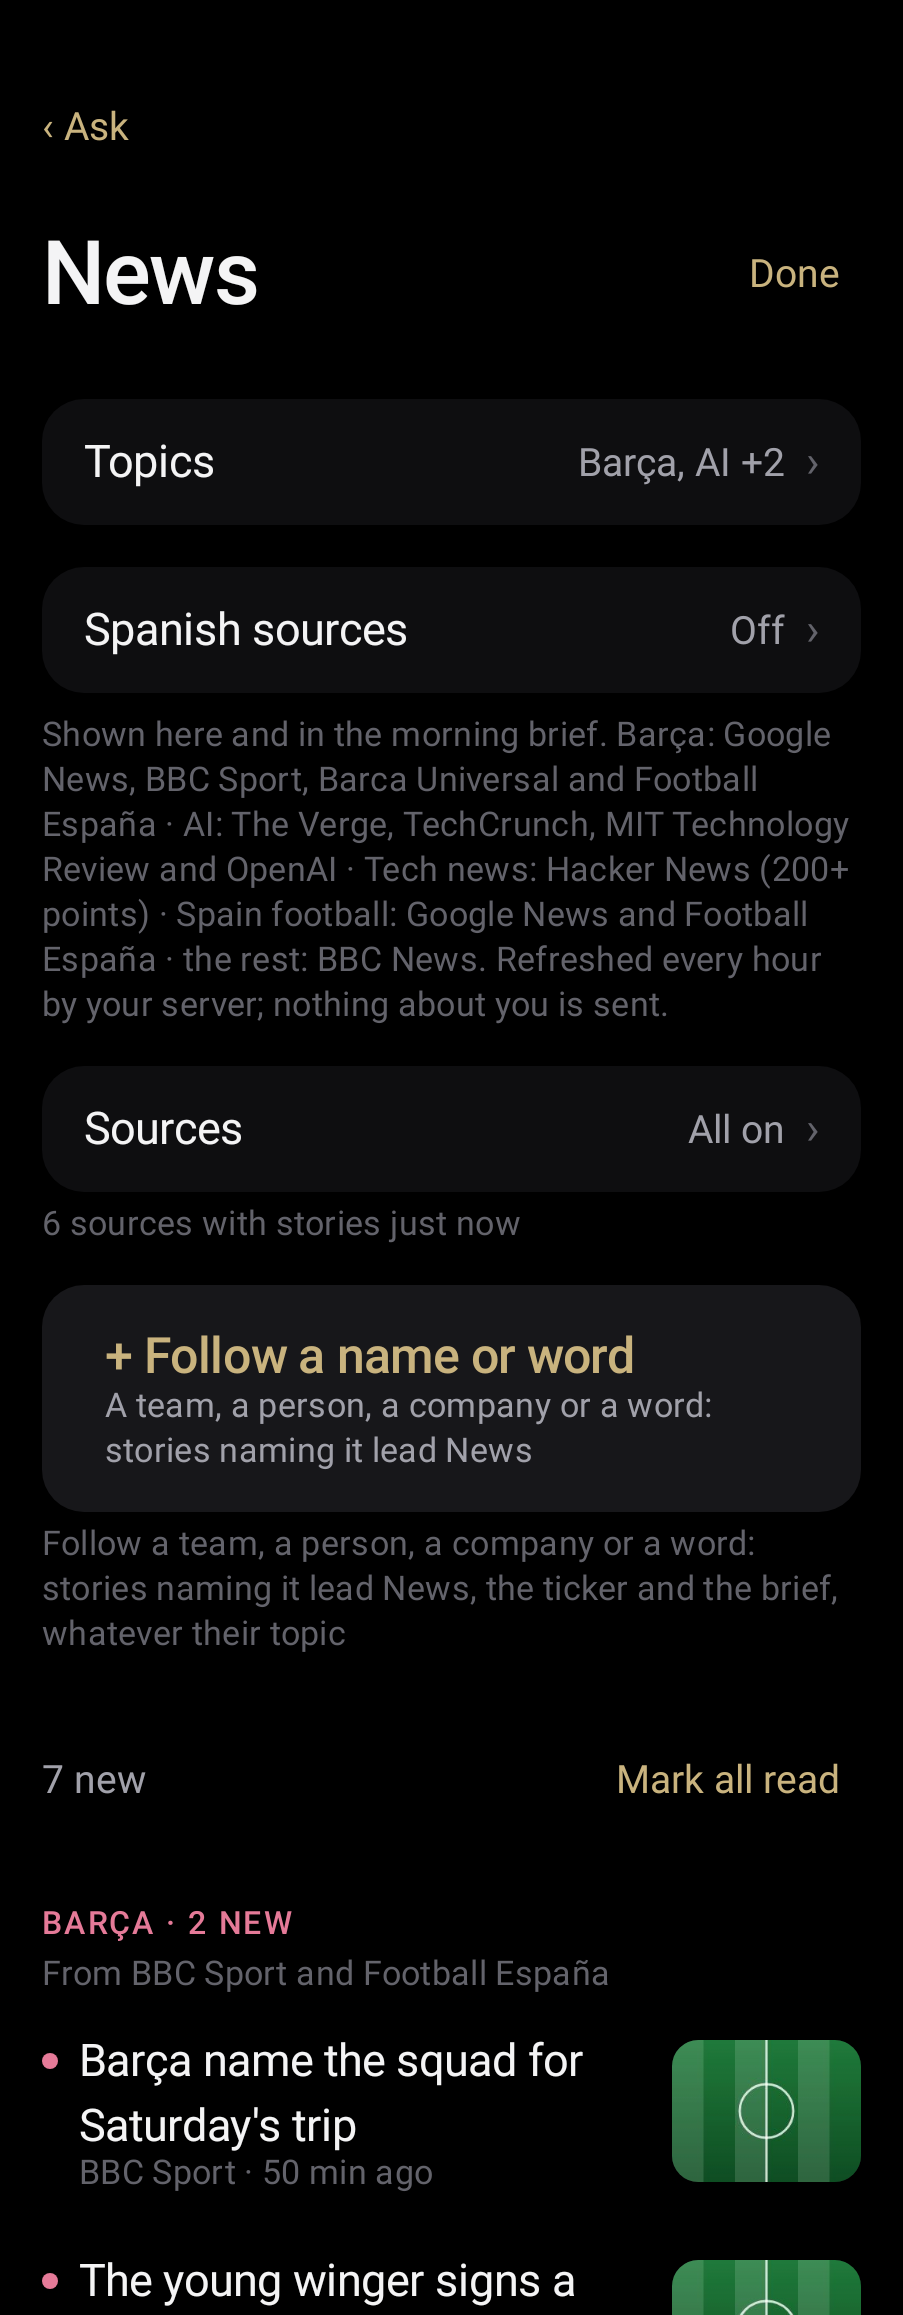 ‹ Ask
News
Done
Topics
Barça, AI +2 ›
Spanish sources
Off ›
Shown here and in the morning brief. Barça: Google
News, BBC Sport, Barca Universal and Football
España · AI: The Verge, TechCrunch, MIT Technology
Review and OpenAI · Tech news: Hacker News (200+
points) · Spain football: Google News and Football
España · the rest: BBC News. Refreshed every hour
by your server; nothing about you is sent.
Sources
All on ›
6 sources with stories just now
+ Follow a name or word
A team, a person, a company or a word:
stories naming it lead News
Follow a team, a person, a company or a word:
stories naming it lead News, the ticker and the brief,
whatever their topic
7 new
Mark all read
BARÇA · 2 NEW
From BBC Sport and Football España
Barça name the squad for
Saturday's trip
BBC Sport · 50 min ago
The young winger signs a